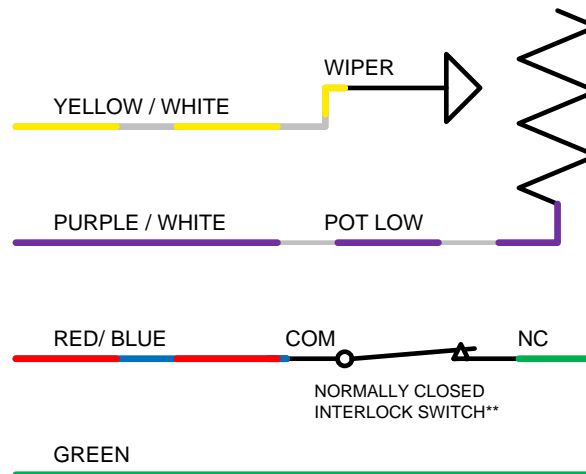 WIPER
YELLOW / WHITE
PURPLE / WHITE
POT LOW
RED/ BLUE
COM
NC
NORMALLY CLOSED
INTERLOCK SWITCH**
GREEN